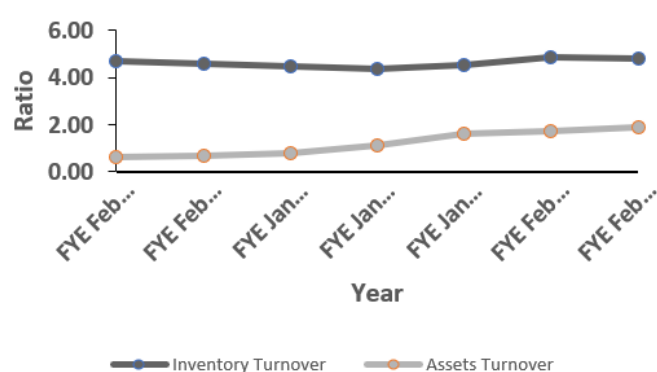 6.00
4.00
2.00
0.00
Ratio
FYE Feb...
FYE Feb...
FYE Jan...
FYE Jan...
FYE Jan...
FYE Feb...
FYE Feb...
Year
Inventory Turnover
Assets Turnover